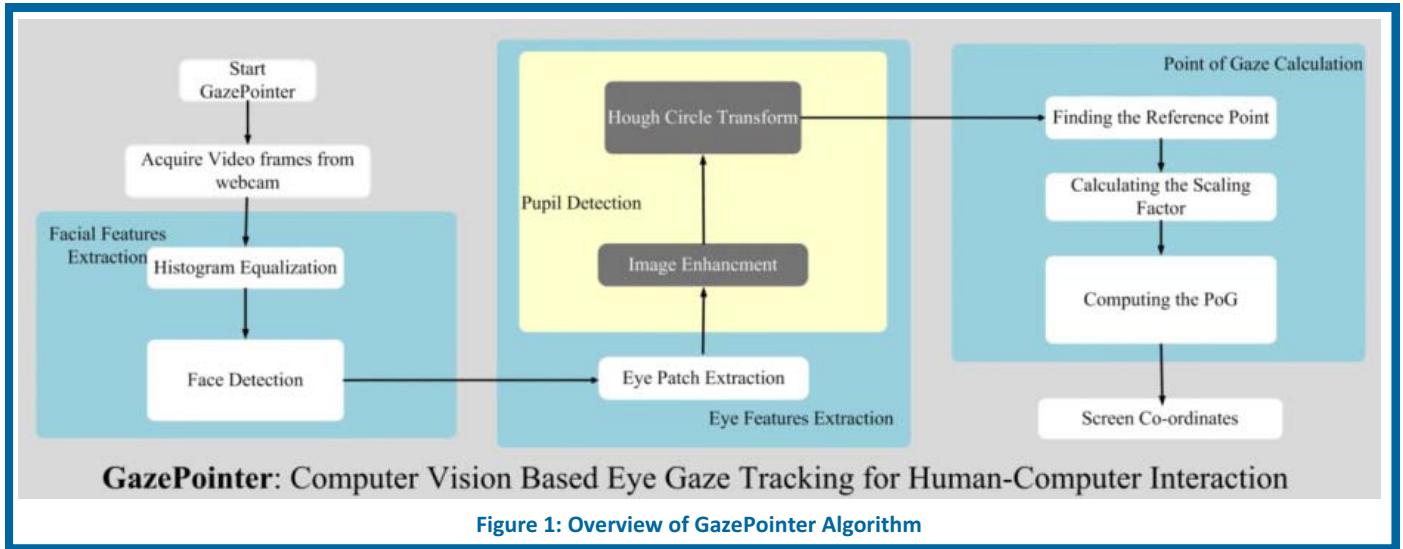 Start
GazePointer
Acquire Video frames from
webcam
Facial Features
Extraction
Histogram Equalization
Face Detection
Pupil Detection
Hough Circle Transform
Image Enhancment
Eye Patch Extraction
Eye Features Extraction
Point of Gaze Calculation
Finding the Reference Point
Calculating the Scaling
Factor
Computing the PoG
Screen Co-ordinates
GazePointer: Computer Vision Based Eye Gaze Tracking for Human-Computer Interaction
Figure 1: Overview of GazePointer Algorithm